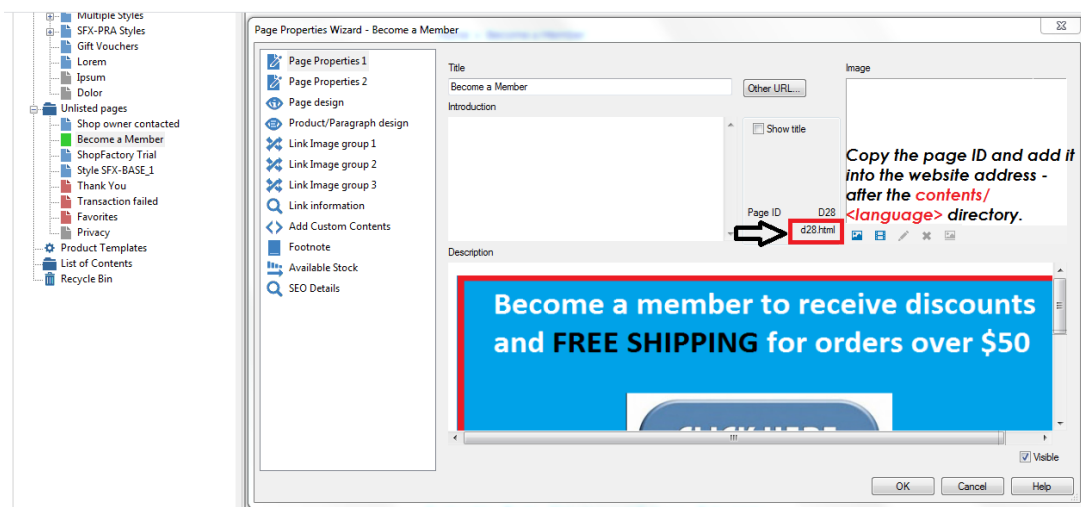 Multiple Styles
SFX-PRA Styles
Gift Vouchers
Lorem
Ipsum
Dolor
Unlisted pages
Shop owner contacted
Become a Member
ShopFactory Trial
Style SFX-BASE_1
Thank You
Transaction failed
Favorites
Privacy
Product Templates
List of Contents
Recycle Bin
Page Properties Wizard - Become a Member
Page Properties 1
Page Properties 2
Page design
Product/Paragraph design
Link Image group 1
Link Image group 2
Link Image group 3
Link information
Add Custom Contents
Footnote
Available Stock
SEO Details
Title
Become a Member
Other URL...
Introduction
Show title
Page ID D28
d28.html
Image
Copy the page ID and add it
into the website address -
after the contents/
<language> directory.
Description
Become a member to receive discounts
and FREE SHIPPING for orders over $50
CLICK HERE
Visible
OK Cancel Help